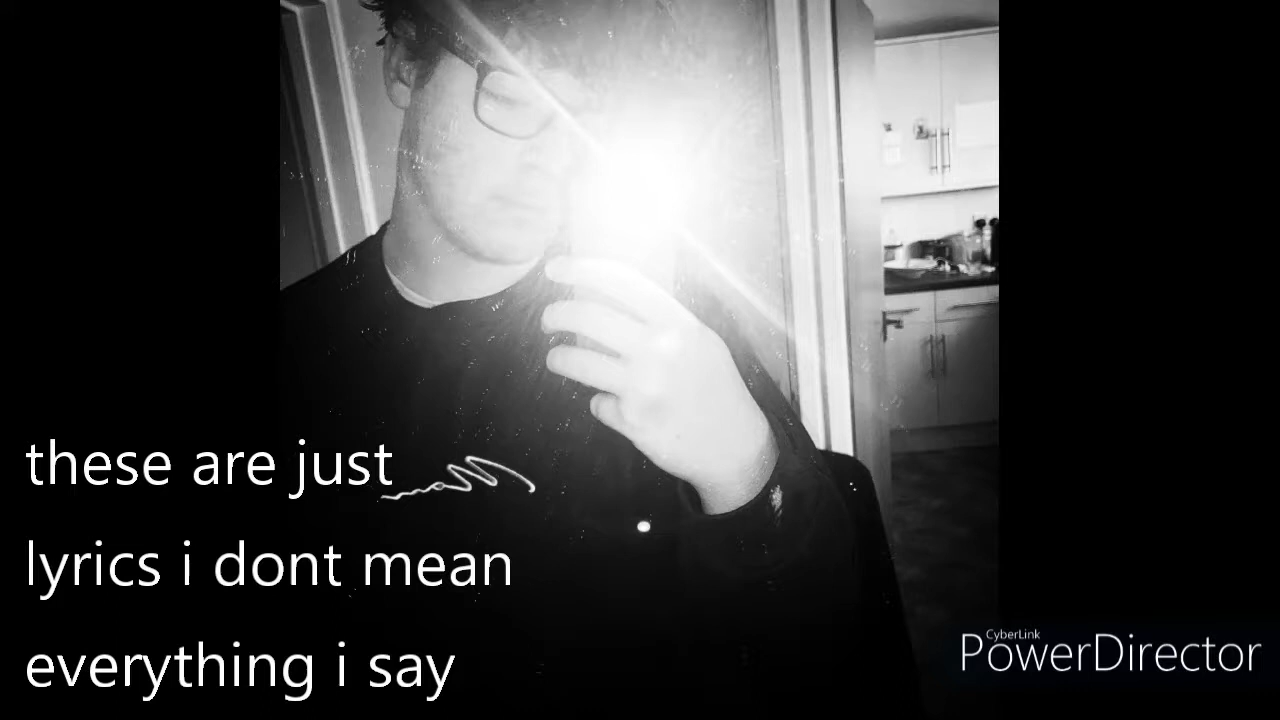 these are just
lyrics i dont mean
everything i say
CyberLink
PowerDirector